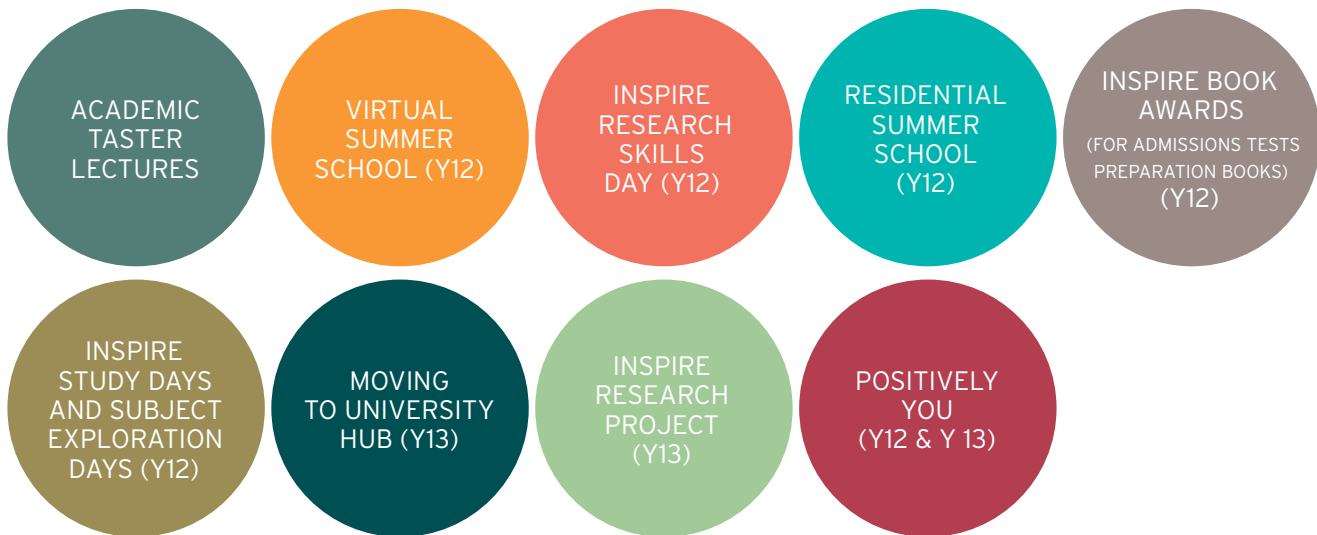 ACADEMIC
TASTER
LECTURES
VIRTUAL
SUMMER
SCHOOL (Y12)
INSPIRE
RESEARCH
SKILLS
DAY (Y12)
RESIDENTIAL
SUMMER
SCHOOL
(Y12)
INSPIRE BOOK
AWARDS
(FOR ADMISSIONS TESTS
PREPARATION BOOKS)
(Y12)
INSPIRE
STUDY DAYS
AND SUBJECT
EXPLORATION
DAYS (Y12)
MOVING
TO UNIVERSITY
HUB (Y13)
INSPIRE
RESEARCH
PROJECT
(Y13)
POSITIVELY
YOU
(Y12 & Y 13)